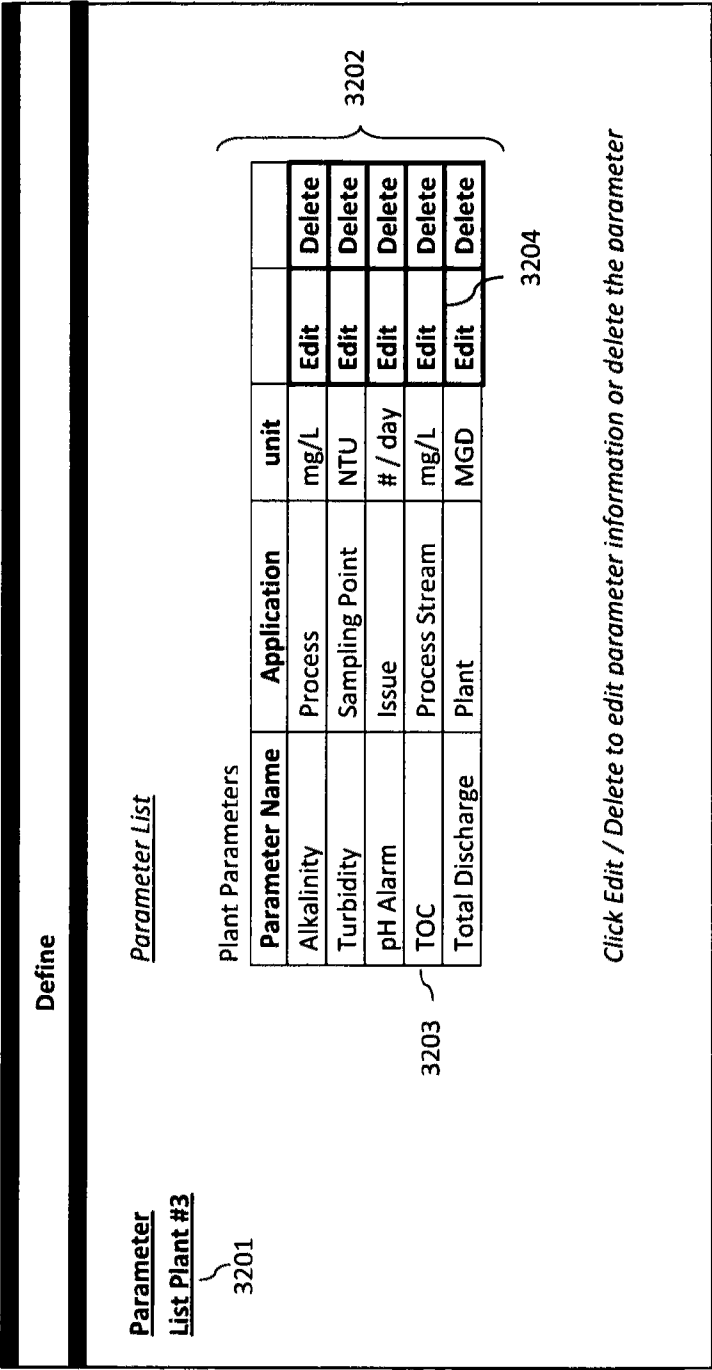 Define
Parameter
List Plant #3
3201
Parameter List
Plant Parameters
Parameter Name Application unit
Alkalinity Process mg/L Edit Delete
Turbidity Sampling Point NTU Edit Delete
pH Alarm Issue # / day Edit Delete
TOC Process Stream mg/L Edit Delete
Total Discharge Plant MGD Edit Delete
3202
3203
3204
Click Edit / Delete to edit parameter information or delete the parameter